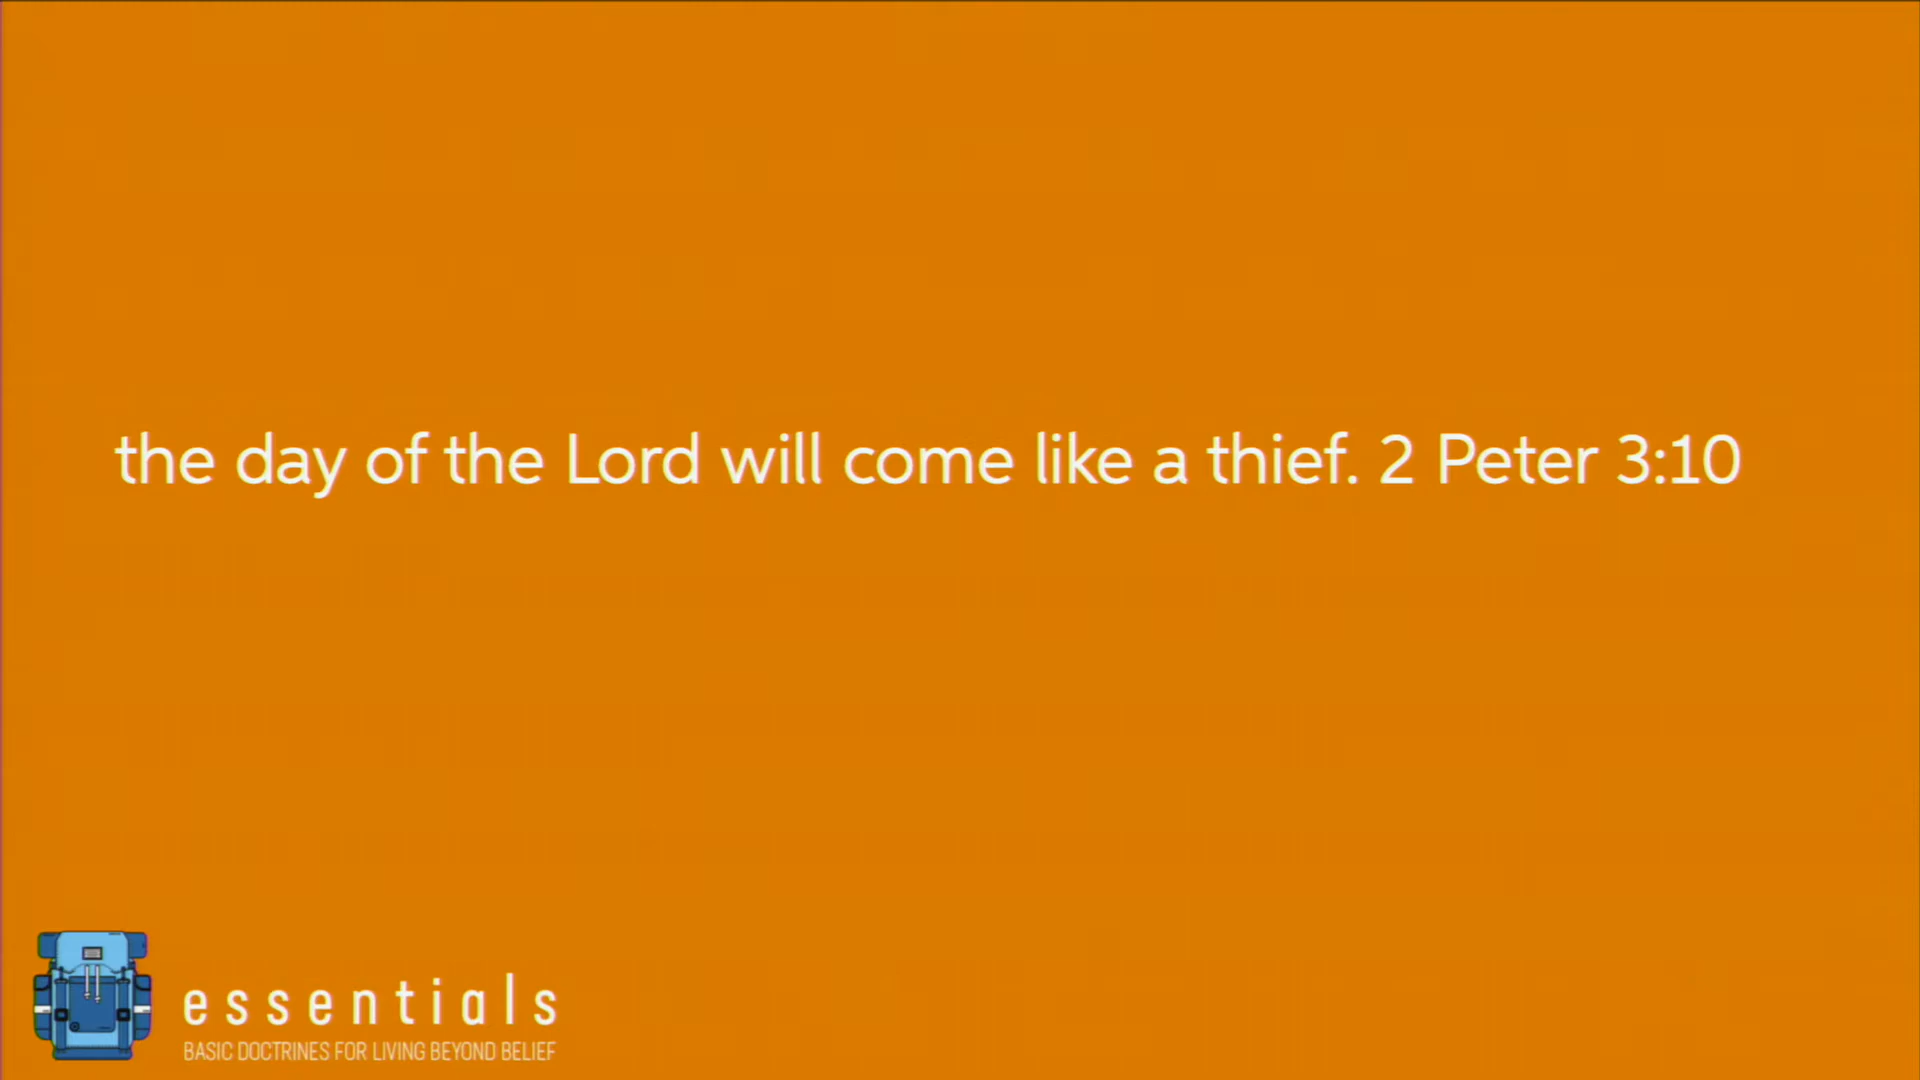 the day of the Lord will come like a thief. 2 Peter 3:10
essentials
BASIC DOCTRINES FOR LIVING BEYOND BELIEF